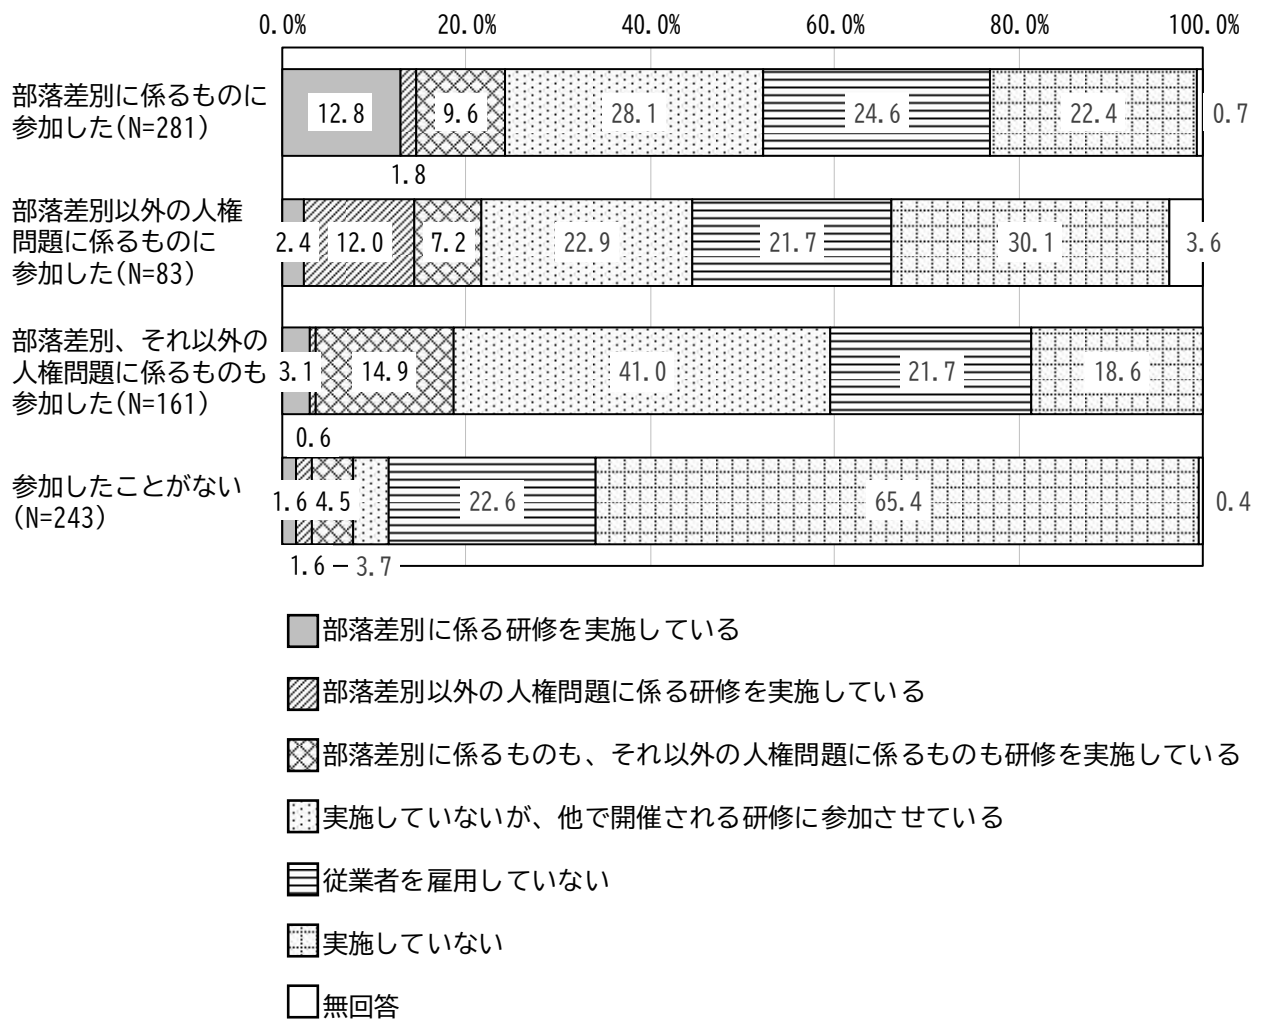 0.0% 20.0% 40.0% 60.0% 80.0% 100.0%
部落差別に係るものに
参加した(N=281)
12.8 9.6 28.1 24.6 22.4 0.7
1.8
部落差別以外の人権
問題に係るものに
参加した(N=83)
2.4 12.0 7.2 22.9 21.7 30.1 3.6
部落差別、それ以外の
人権問題に係るものも
参加した(N=161)
3.1 14.9 41.0 21.7 18.6
0.6
参加したことがない
(N=243)
1.6 4.5 22.6 65.4 0.4
1.6 3.7
部落差別に係る研修を実施している
部落差別以外の人権問題に係る研修を実施している
部落差別に係るものも、それ以外の人権問題に係るものも研修を実施している
実施していないが、他で開催される研修に参加させている
従業者を雇用していない
実施していない
無回答